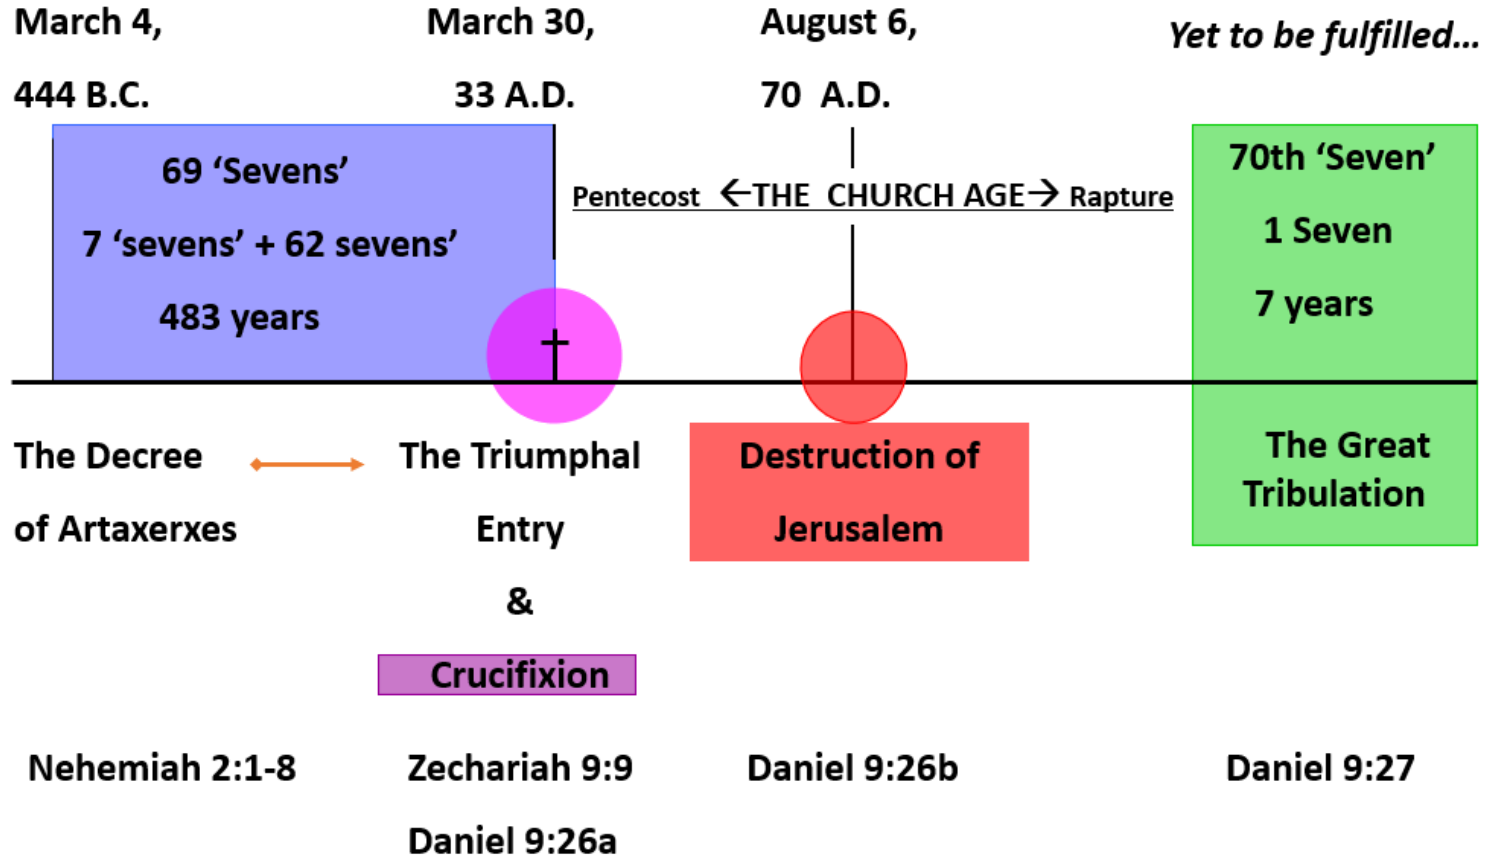 March 4,
444 B.C.
March 30,
33 A.D.
August 6,
70  A.D.
Yet to be fulfilled...
69 ‘Sevens’
7 ‘sevens’ + 62 sevens’
483 years
Pentecost ←THE  CHURCH AGE→ Rapture
70th ‘Seven’
1 Seven
7 years
The Decree
of Artaxerxes
The Triumphal
Entry
&
Crucifixion
Destruction of
Jerusalem
The Great
Tribulation
Nehemiah 2:1-8
Zechariah 9:9
Daniel 9:26a
Daniel 9:26b
Daniel 9:27